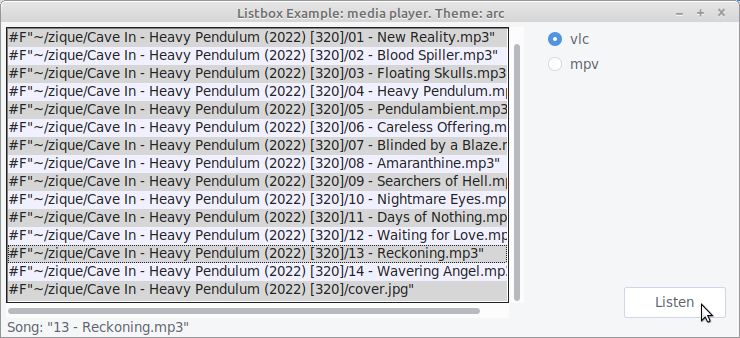 Listbox Example: media player. Theme: arc
#F"~/zique/Cave In - Heavy Pendulum (2022) [320]/01 - New Reality.mp3"
#F"~/zique/Cave In - Heavy Pendulum (2022) [320]/02 - Blood Spiller.mp3"
#F"~/zique/Cave In - Heavy Pendulum (2022) [320]/03 - Floating Skulls.mp3
#F"~/zique/Cave In - Heavy Pendulum (2022) [320]/04 - Heavy Pendulum.m
#F"~/zique/Cave In - Heavy Pendulum (2022) [320]/05 - Pendulambient.mp3
#F"~/zique/Cave In - Heavy Pendulum (2022) [320]/06 - Careless Offering.m
#F"~/zique/Cave In - Heavy Pendulum (2022) [320]/07 - Blinded by a Blaze.
#F"~/zique/Cave In - Heavy Pendulum (2022) [320]/08 - Amaranthine.mp3"
#F"~/zique/Cave In - Heavy Pendulum (2022) [320]/09 - Searchers of Hell.m
#F"~/zique/Cave In - Heavy Pendulum (2022) [320]/10 - Nightmare Eyes.mp
#F"~/zique/Cave In - Heavy Pendulum (2022) [320]/11 - Days of Nothing.mp
#F"~/zique/Cave In - Heavy Pendulum (2022) [320]/12 - Waiting for Love.mp
#F"~/zique/Cave In - Heavy Pendulum (2022) [320]/13 - Reckoning.mp3"
#F"~/zique/Cave In - Heavy Pendulum (2022) [320]/14 - Wavering Angel.mp
#F"~/zique/Cave In - Heavy Pendulum (2022) [320]/cover.jpg"
vlc
mpv
Listen
Song: "13 - Reckoning.mp3"